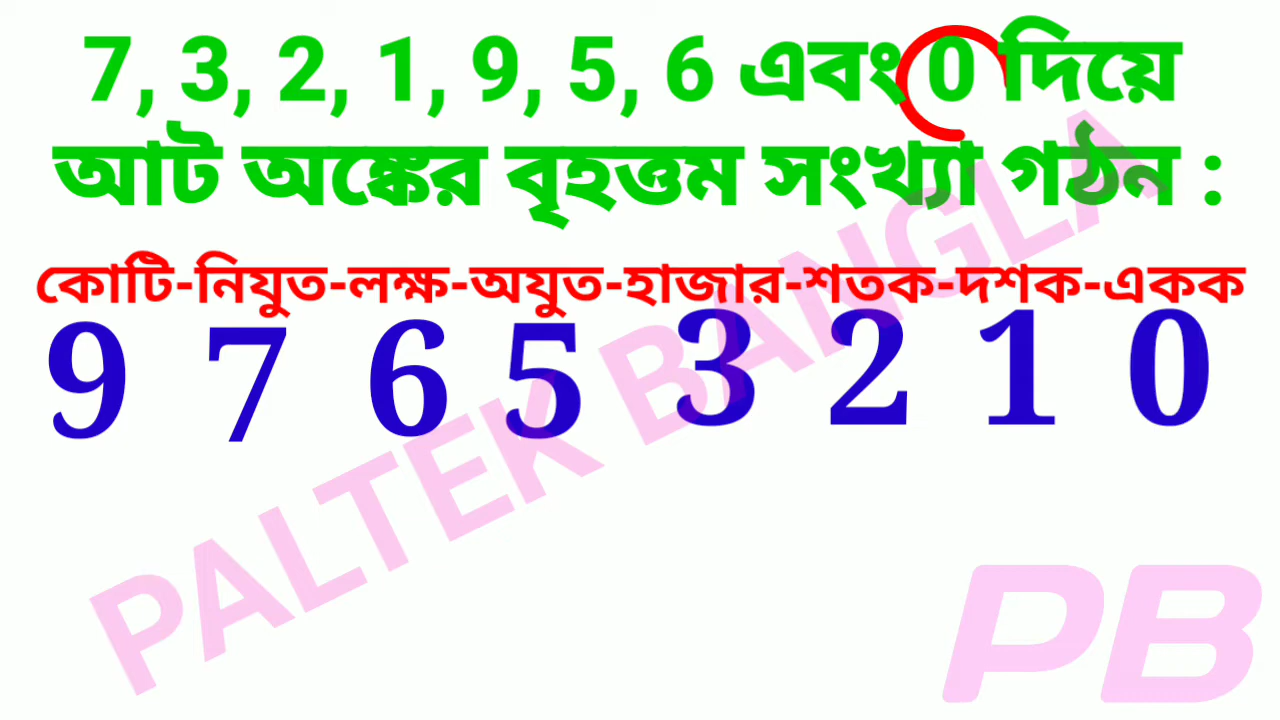 7, 3, 2, 1, 9, 5, 6 এবং 0 দিয়ে
আট অঙ্কের বৃহত্তম সংখ্যা গঠন :
কোটি-নিযুত-লক্ষ-অযুত-হাজার-শতক-দশক-একক
9 7 6 5 3 2 1 0
PALTEK BANGLA
PB